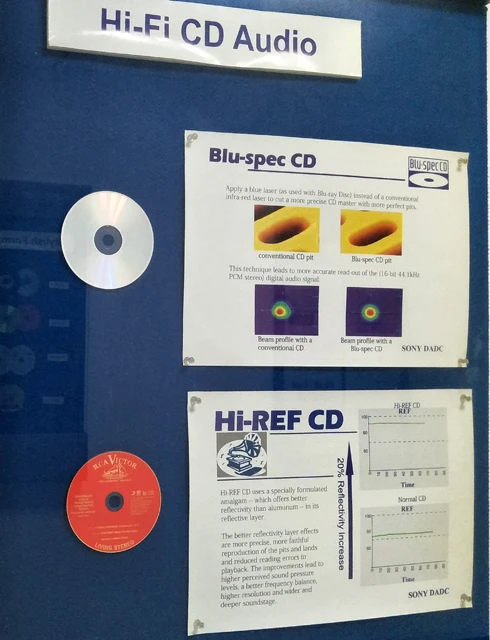 Hi-Fi CD Audio
Blu-spec CD
Blu-spec CD
Apply a blue laser (as used with Blu-ray Disc) instead of a conventional
infra red laser to cut a more precise CD master with more perfect pits.
conventional CD pit
Blu-spec CD pit
This technique leads to more accurate read-out of the (16-bit 44.1kHz
PCM stereo) digital audio signal.
Beam profile with a
conventional CD
Beam profile with a
Blu-spec CD
SONY DADC
Hi-REF CD
Hi-REF CD
REF
Time
20% Reflectivity Increase
Hi-REF CD uses a specially formulated
amalgam – which offers better
reflectivity than alumunum – in its
reflective layer
The better reflectivity layer effects
are more precise, more faithful
reproduction of the pits and lands
and reduced reading errors in
playback. The improvements lead to
higher perceived sound pressure
levels, a better frequency balance,
higher resolution and wider and
deeper soundstage.
Normal CD
REF
Time
SONY DADC
RCA VICTOR
LIVING STEREO